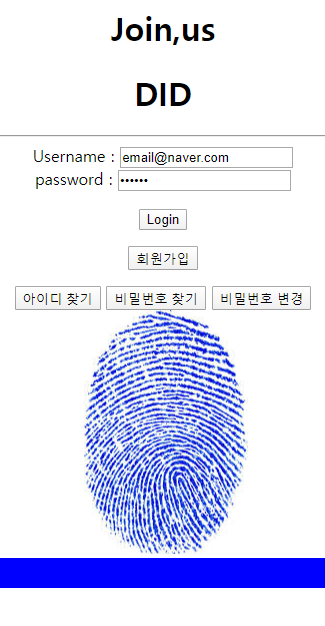 Join,us
DID
Username : email@naver.com
password : ••••••
Login
회원가입
아이디 찾기 비밀번호 찾기 비밀번호 변경